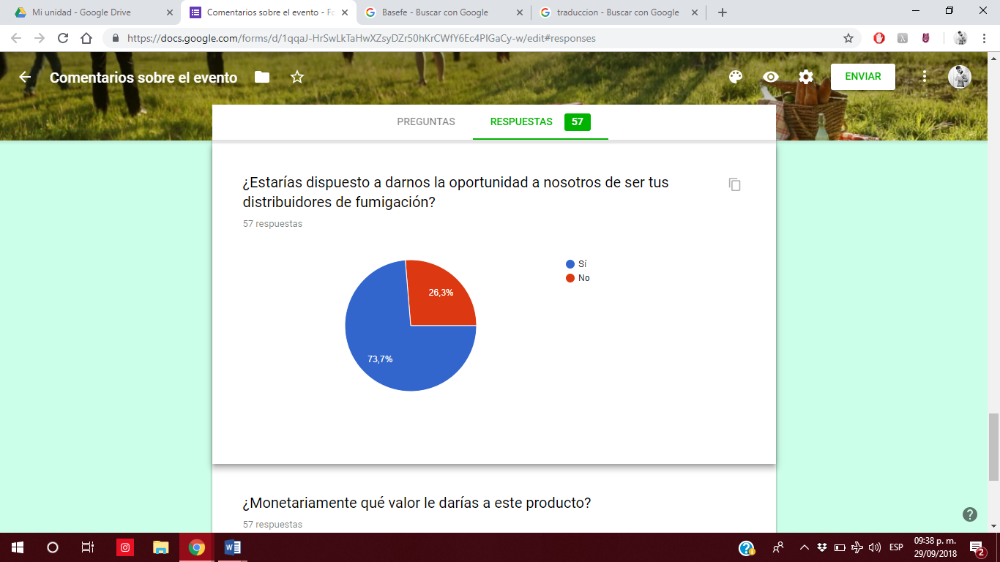 Mi unidad - Google Drive
Comentarios sobre el evento - Fo
Basefe - Buscar con Google
traduccion - Buscar con Google
https://docs.google.com/forms/d/1qqaJ-HrSwLkTaHwXZsyDZr50hKrCWfY6Ec4PlGaCy-w/edit#responses
Comentarios sobre el evento
ENVIAR
PREGUNTAS
RESPUESTAS 57
¿Estarías dispuesto a darnos la oportunidad a nosotros de ser tus
distribuidores de fumigación?
57 respuestas
Sí
No
26,3%
73,7%
¿Monetariamente qué valor le darías a este producto?
57 respuestas
ESP
09:38 p. m.
29/09/2018
2